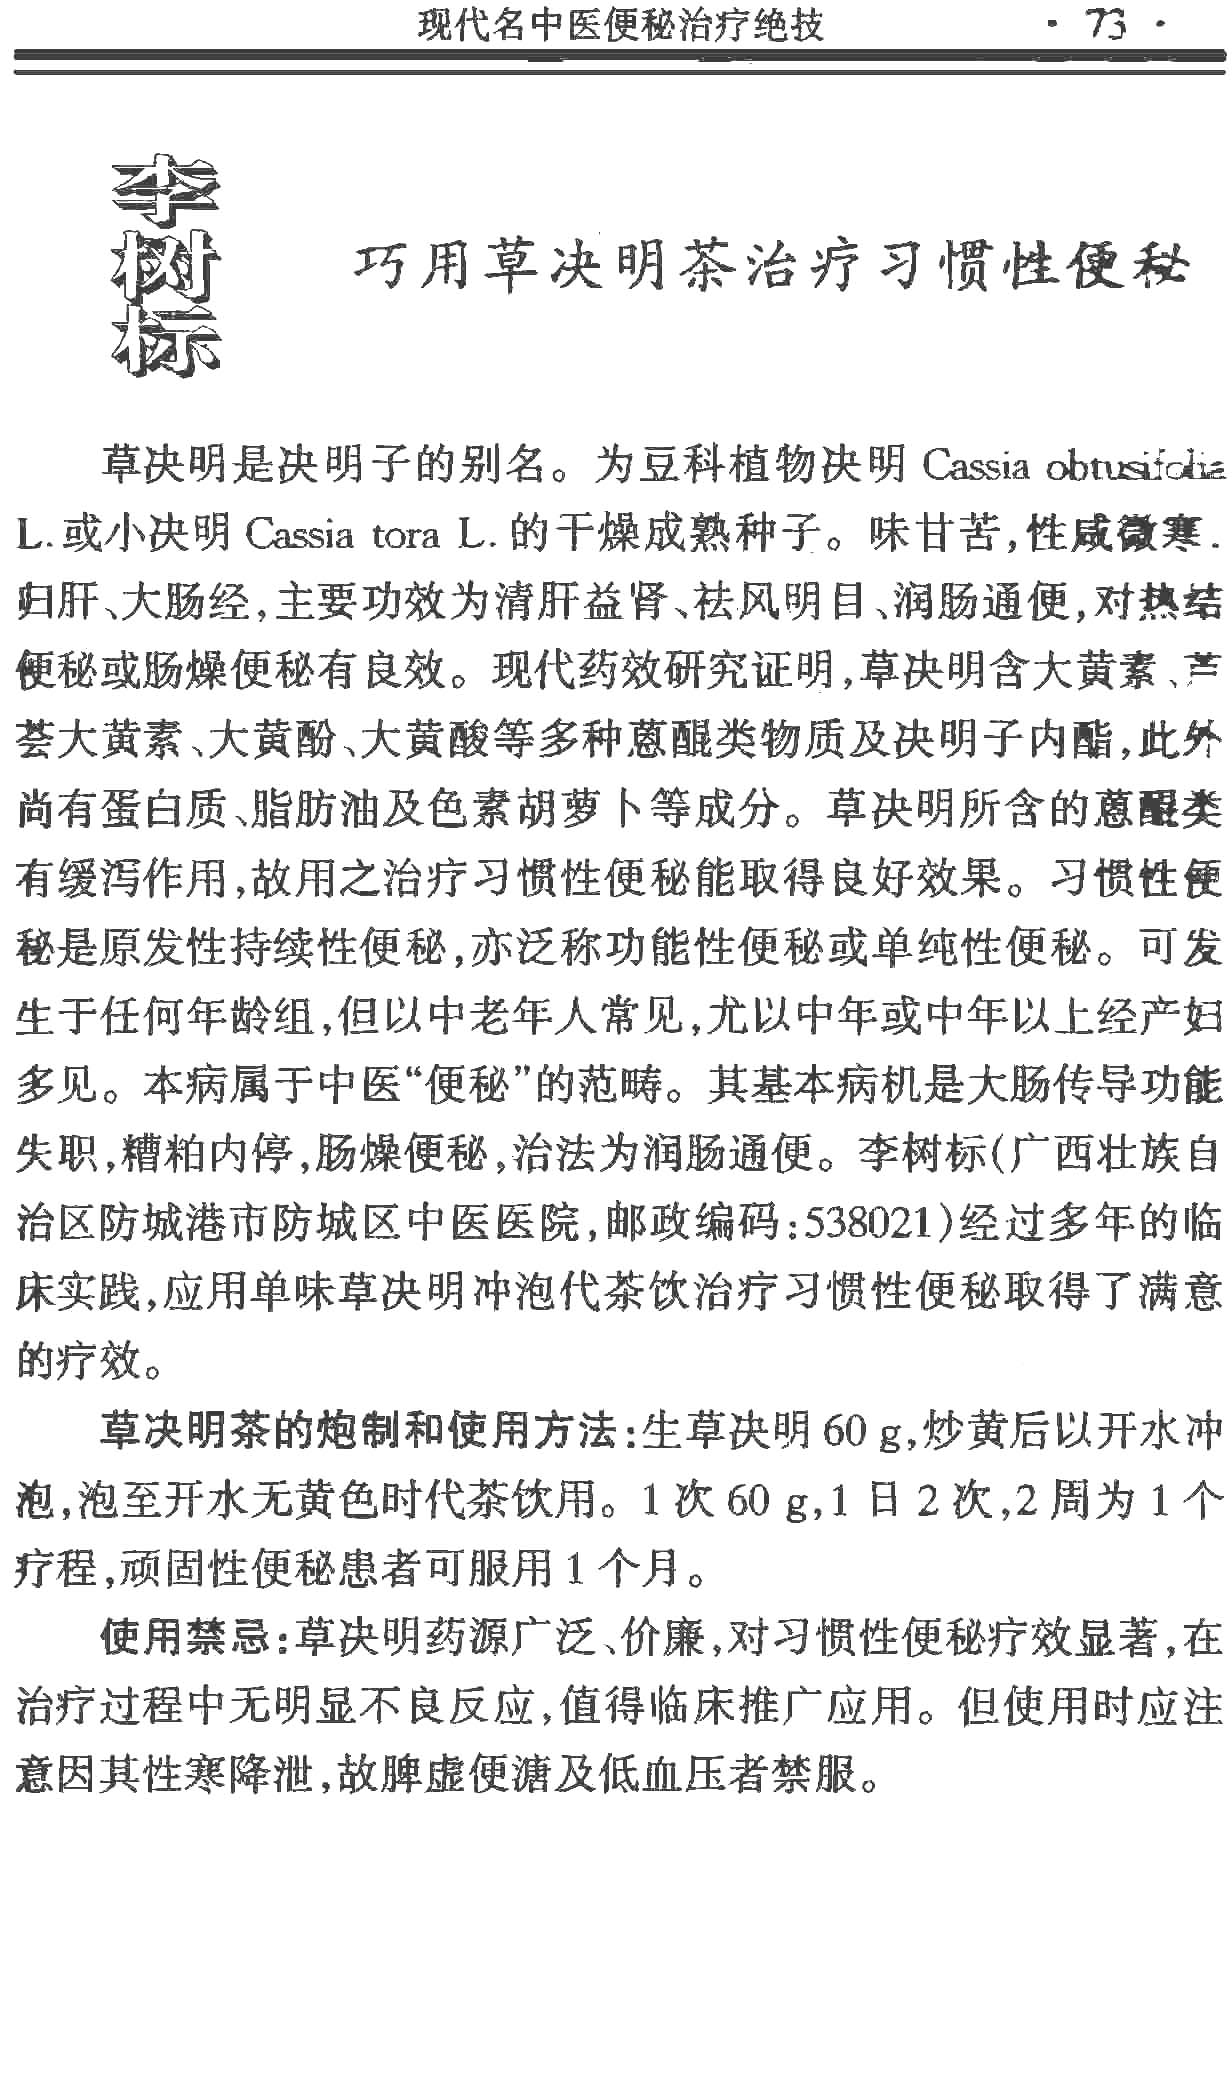 现代名中医便秘治疗绝技 · 73 ·
李树标
巧用草决明茶治疗习惯性便秘
草决明是决明子的别名。为豆科植物决明 Cassia obtusifolia
L.或小决明 Cassia tora L.的干燥成熟种子。味甘苦,性咸微寒.
归肝、大肠经,主要功效为清肝益肾、祛风明目、润肠通便,对热结
便秘或肠燥便秘有良效。现代药效研究证明,草决明含大黄素、芦
荟大黄素、大黄酚、大黄酸等多种蒽醌类物质及决明子内酯,此外
尚有蛋白质、脂肪油及色素胡萝卜等成分。草决明所含的蒽醌类
有缓泻作用,故用之治疗习惯性便秘能取得良好效果。习惯性便
秘是原发性持续性便秘,亦泛称功能性便秘或单纯性便秘。可发
生于任何年龄组,但以中老年人常见,尤以中年或中年以上经产妇
多见。本病属于中医“便秘”的范畴。其基本病机是大肠传导功能
失职,糟粕内停,肠燥便秘,治法为润肠通便。李树标(广西壮族自
治区防城港市防城区中医医院,邮政编码:538021)经过多年的临
床实践,应用单味草决明冲泡代茶饮治疗习惯性便秘取得了满意
的疗效。
草决明茶的炮制和使用方法:生草决明 60 g,炒黄后以开水冲
泡,泡至开水无黄色时代茶饮用。1 次 60 g,1 日 2 次,2 周为 1 个
疗程,顽固性便秘患者可服用 1 个月。
使用禁忌:草决明药源广泛、价廉,对习惯性便秘疗效显著,在
治疗过程中无明显不良反应,值得临床推广应用。但使用时应注
意因其性寒降泄,故脾虚便溏及低血压者禁服。